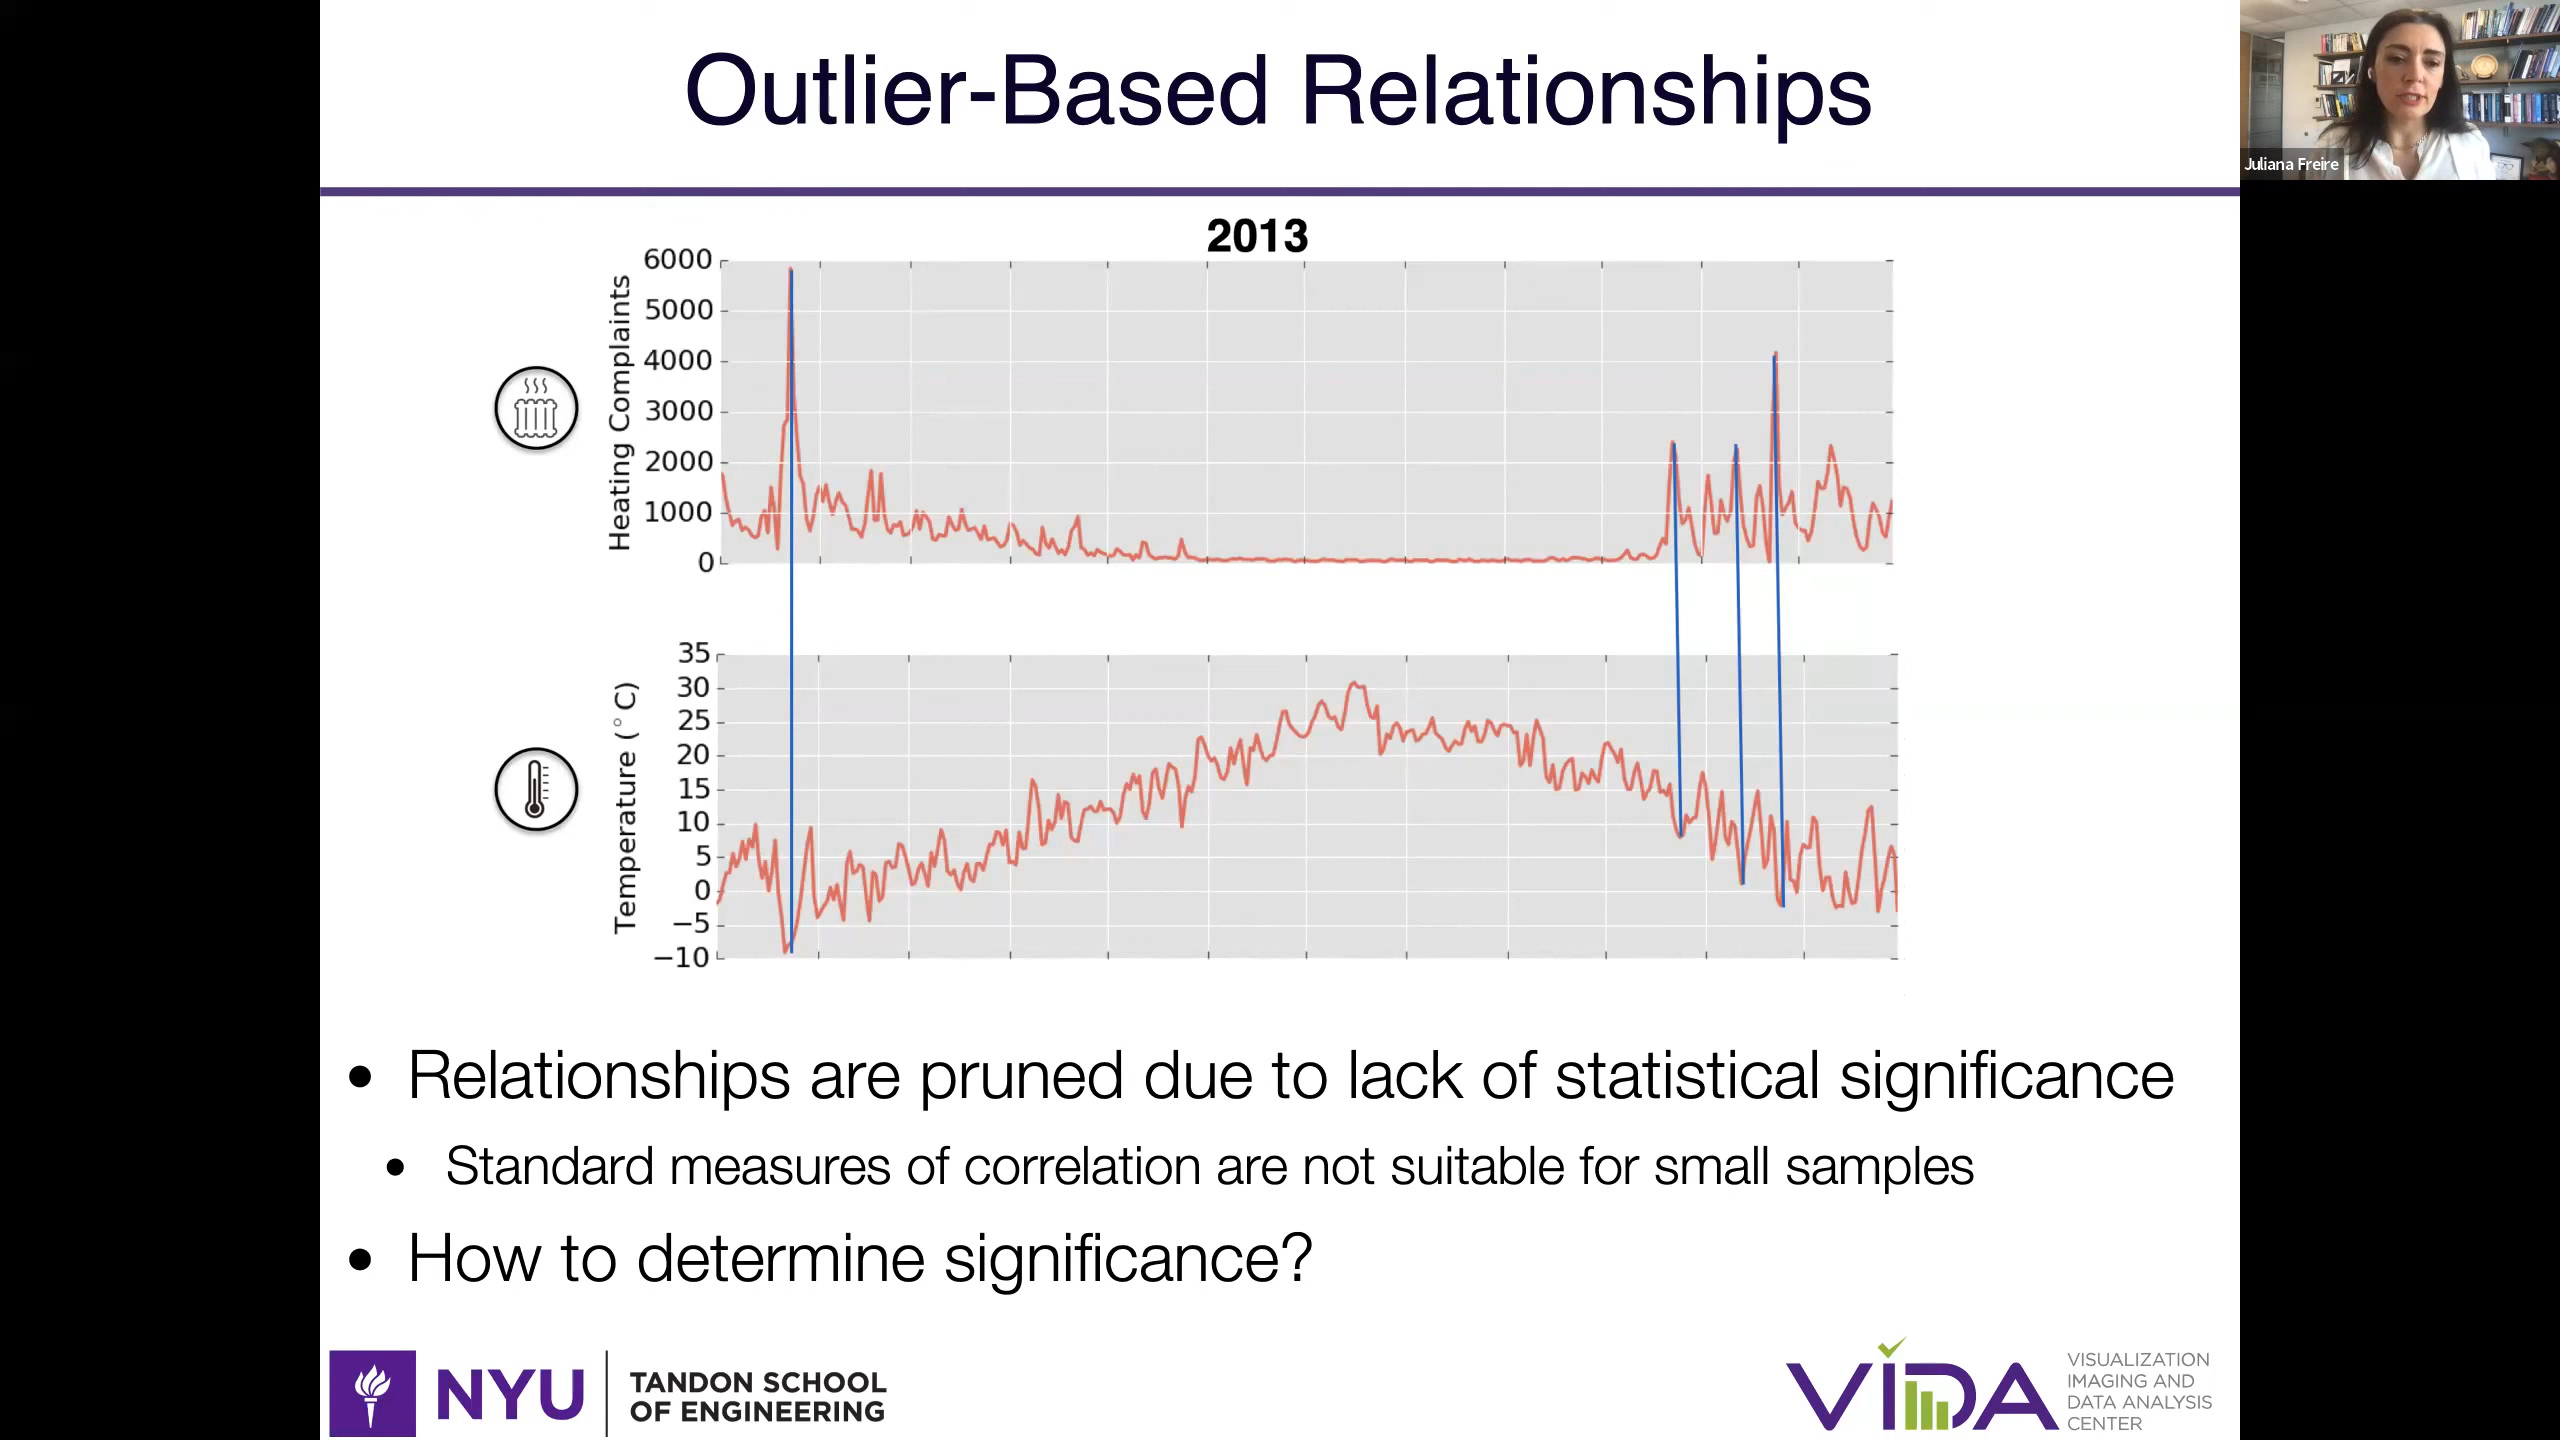 Outlier-Based Relationships
Juliana Freire
2013
6000
5000
4000
3000
2000
1000
0
Heating Complaints
35
30
25
20
15
10
5
0
−5
−10
Temperature (°C)
• Relationships are pruned due to lack of statistical significance
• Standard measures of correlation are not suitable for small samples
• How to determine significance?
NYU
TANDON SCHOOL
OF ENGINEERING
VIDA
VISUALIZATION
IMAGING AND
DATA ANALYSIS
CENTER